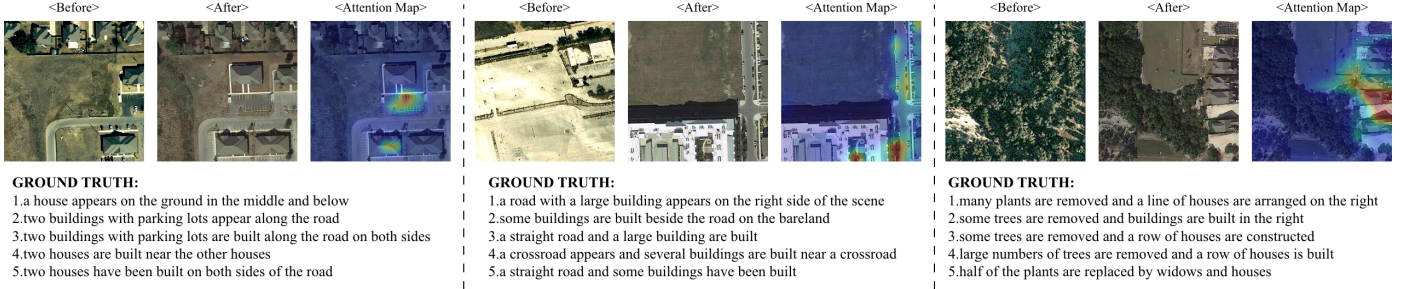 <Before>
<After>
<Attention Map>
GROUND TRUTH:
1.a house appears on the ground in the middle and below
2.two buildings with parking lots appear along the road
3.two buildings with parking lots are built along the road on both sides
4.two houses are built near the other houses
5.two houses have been built on both sides of the road
<Before>
<After>
<Attention Map>
GROUND TRUTH:
1.a road with a large building appears on the right side of the scene
2.some buildings are built beside the road on the bareland
3.a straight road and a large building are built
4.a crossroad appears and several buildings are built near a crossroad
5.a straight road and some buildings have been built
<Before>
<After>
<Attention Map>
GROUND TRUTH:
1.many plants are removed and a line of houses are arranged on the right
2.some trees are removed and buildings are built in the right
3.some trees are removed and a row of houses are constructed
4.large numbers of trees are removed and a row of houses is built
5.half of the plants are replaced by widows and houses